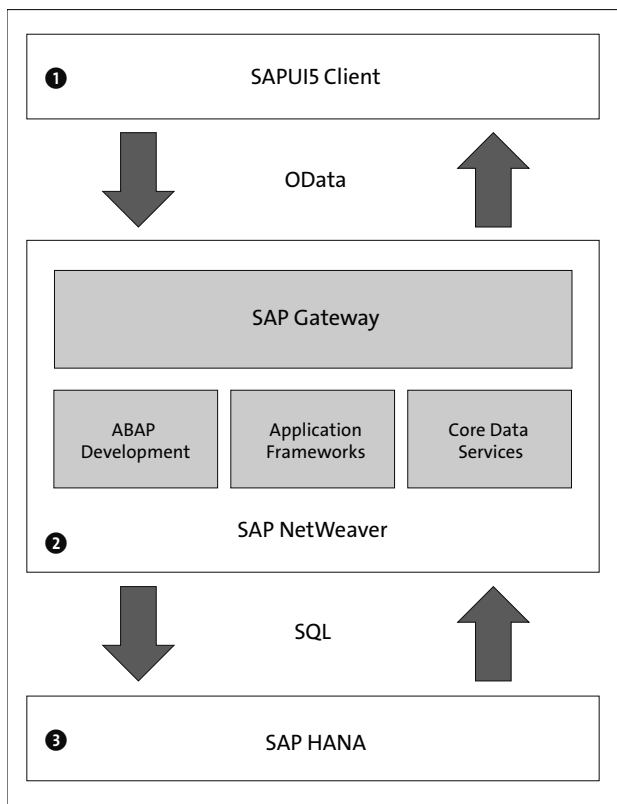 ❶ SAPUI5 Client
OData
SAP Gateway
ABAP
Development
Application
Frameworks
Core Data
Services
❷ SAP NetWeaver
SQL
❸ SAP HANA